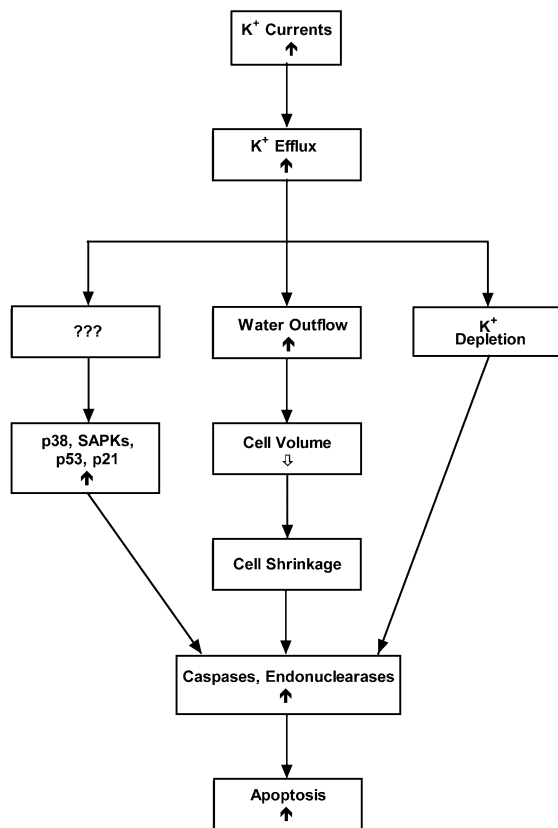 K+ Currents
↑
K+ Efflux
↑
???
Water Outflow
↑
K+
Depletion
p38, SAPKs,
p53, p21
↑
Cell Volume
⇩
Cell Shrinkage
Caspases, Endonuclearases
↑
Apoptosis
↑